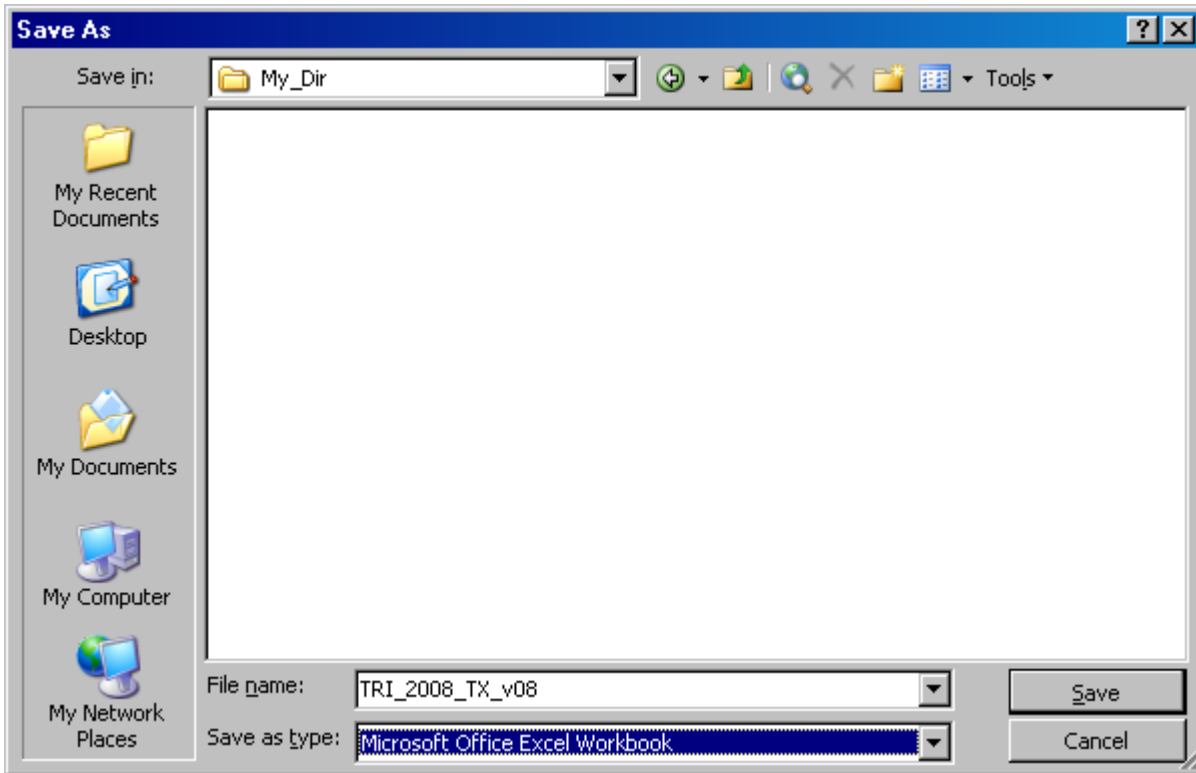 Save As
Save in: My_Dir Tools
My Recent
Documents
Desktop
My Documents
My Computer
My Network
Places
File name: TRI_2008_TX_v08 Save
Save as type: Microsoft Office Excel Workbook Cancel